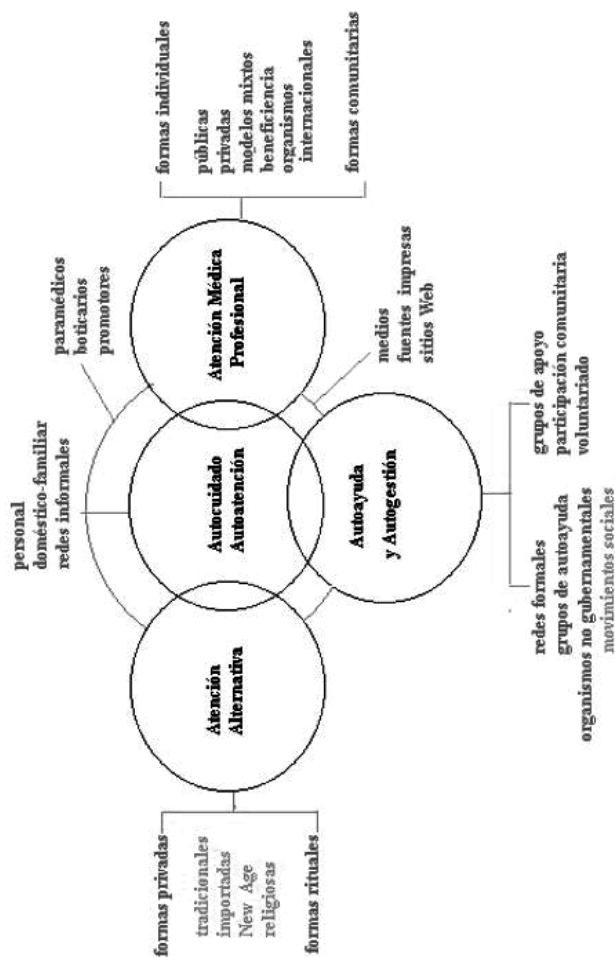 personal
doméstico-familiar
redes informales
paramédicos
boticarios
promotores
formas privadas
tradicionales
importadas
New Age
religiosas
formas rituales
Atención
Alternativa
Autocuidado
Autoatención
Atención Médica
Profesional
formas individuales
públicas
privadas
modelos mixtos
beneficiencia
organismos
internacionales
formas comunitarias
Autoayuda
y Autogestión
medios
fuentes impresas
sitios Web
redes formales
grupos de autoayuda
organismos no gubernamentales
movimientos sociales
grupos de apoyo
participación comunitaria
voluntariado